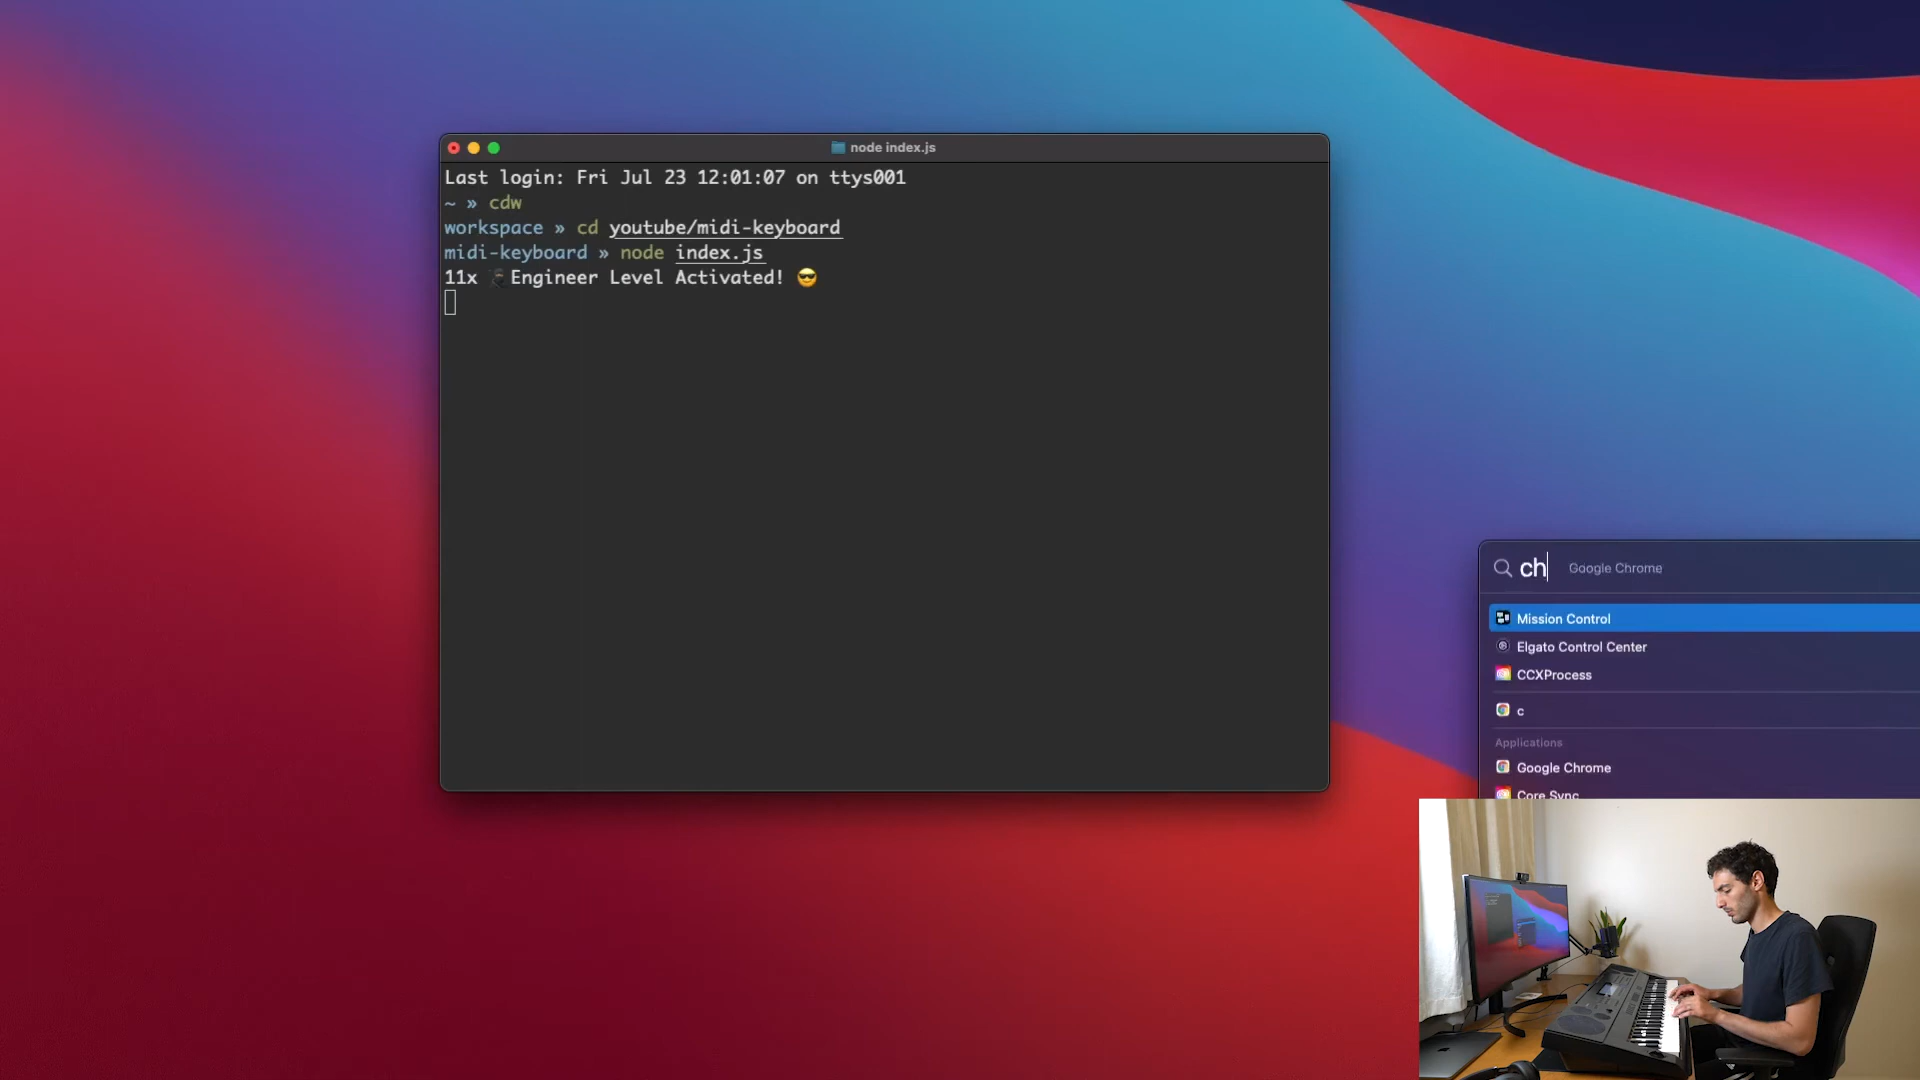 node index.js
Last login: Fri Jul 23 12:01:07 on ttys001
~ » cdw
workspace » cd youtube/midi-keyboard
midi-keyboard » node index.js
11x 🥷Engineer Level Activated! 😎
ch Google Chrome
Mission Control
Elgato Control Center
CCXProcess
c
Applications
Google Chrome
Core Sync